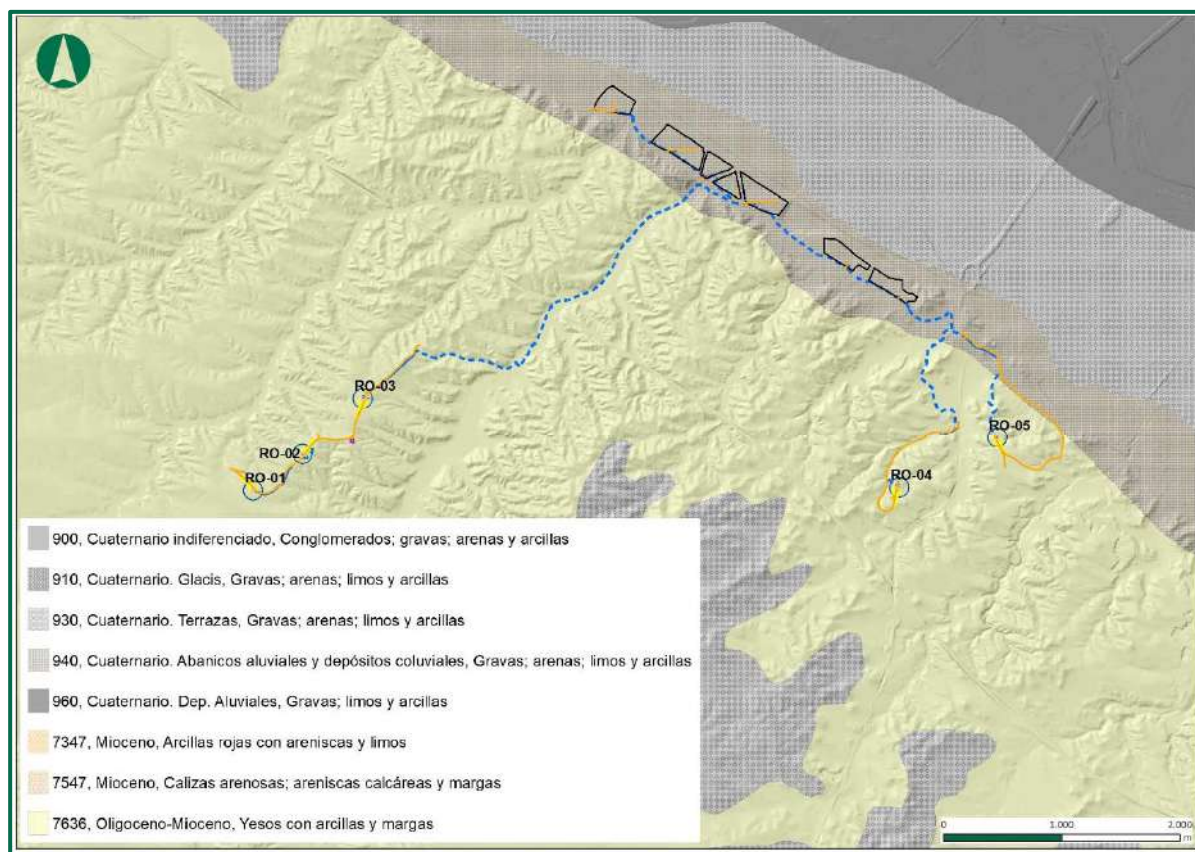 RO-03
RO-02
RO-01
RO-05
RO-04
900, Cuaternario indiferenciado, Conglomerados; gravas; arenas y arcillas
910, Cuaternario. Glacis, Gravas; arenas; limos y arcillas
930, Cuaternario. Terrazas, Gravas; arenas; limos y arcillas
940, Cuaternario. Abanicos aluviales y depósitos coluviales, Gravas; arenas; limos y arcillas
960, Cuaternario. Dep. Aluviales, Gravas; limos y arcillas
7347, Mioceno, Arcillas rojas con areniscas y limos
7547, Mioceno, Calizas arenosas; areniscas calcáreas y margas
7636, Oligoceno-Mioceno, Yesos con arcillas y margas
0 1.000 2.000
m